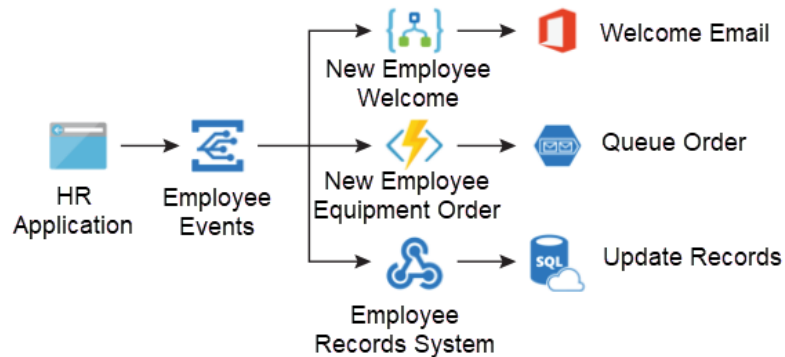 New Employee
Welcome
Welcome Email
HR
Application
Employee
Events
New Employee
Equipment Order
Queue Order
Employee
Records System
SQL
Update Records